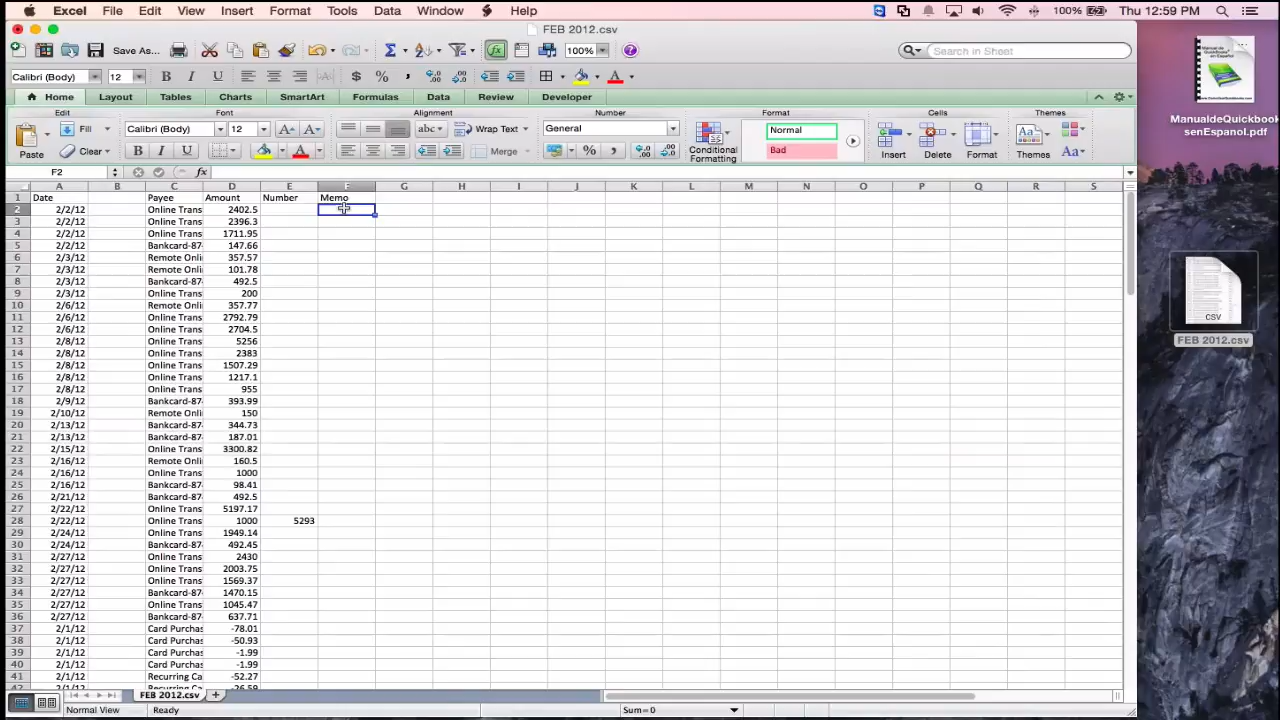 Excel File Edit View Insert Format Tools Data Window Help 100% Thu 12:59 PM
FEB 2012.csv
Save As... 100% Search in Sheet
Calibri (Body) 12 B I U
Home Layout Tables Charts SmartArt Formulas Data Review Developer
Edit Font Alignment Number Format Cells Themes
Fill Calibri (Body) 12 abc Wrap Text General Normal
Paste Clear B I U Merge Conditional Formatting Bad Insert Delete Format Themes Aa
F2 fx
A B C D E F G H I J K L M N O P Q R S
1 Date Payee Amount Number Memo
2 2/2/12 Online Trans 2402.5
3 2/2/12 Online Trans 2396.3
4 2/2/12 Online Trans 1711.95
5 2/2/12 Bankcard-87 147.66
6 2/3/12 Remote Onli 357.57
7 2/3/12 Remote Onli 101.78
8 2/3/12 Bankcard-87 492.5
9 2/3/12 Online Trans 200
10 2/6/12 Remote Onli 357.77
11 2/6/12 Online Trans 2792.79
12 2/6/12 Online Trans 2704.5
13 2/8/12 Online Trans 5256
14 2/8/12 Online Trans 2383
15 2/8/12 Online Trans 1507.29
16 2/8/12 Online Trans 1217.1
17 2/8/12 Online Trans 955
18 2/9/12 Bankcard-87 393.99
19 2/10/12 Remote Onli 150
20 2/13/12 Bankcard-87 344.73
21 2/13/12 Bankcard-87 187.01
22 2/15/12 Online Trans 3300.82
23 2/16/12 Remote Onli 160.5
24 2/16/12 Online Trans 1000
25 2/16/12 Bankcard-87 98.41
26 2/21/12 Bankcard-87 492.5
27 2/22/12 Online Trans 5197.17
28 2/22/12 Online Trans 1000 5293
29 2/24/12 Online Trans 1949.14
30 2/24/12 Bankcard-87 492.45
31 2/27/12 Online Trans 2430
32 2/27/12 Online Trans 2003.75
33 2/27/12 Online Trans 1569.37
34 2/27/12 Bankcard-87 1470.15
35 2/27/12 Online Trans 1045.47
36 2/27/12 Bankcard-87 637.71
37 2/1/12 Card Purchas -78.01
38 2/1/12 Card Purchas -50.93
39 2/1/12 Card Purchas -1.99
40 2/1/12 Card Purchas -1.99
41 2/1/12 Recurring Ca -52.27
42 2/1/12 Recurring Ca -26.59
FEB 2012.csv
Normal View Ready Sum=0
ManualdeQuickbook
senEspanol.pdf
CSV
FEB 2012.csv